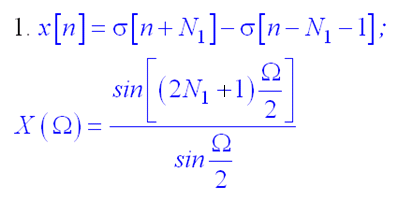 1. x[n] = σ[n + N₁] − σ[n − N₁ − 1];
X(Ω) = sin[(2N₁ + 1) Ω/2] / sin Ω/2